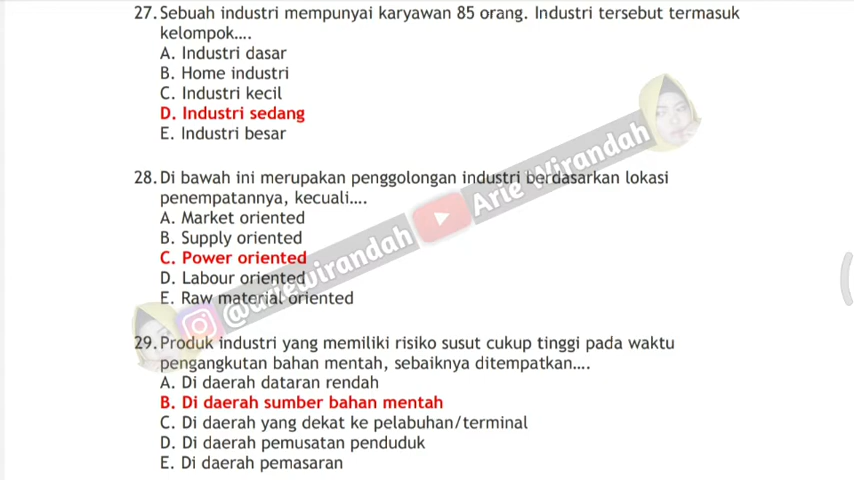 27. Sebuah industri mempunyai karyawan 85 orang. Industri tersebut termasuk
kelompok....
A. Industri dasar
B. Home industri
C. Industri kecil
D. Industri sedang
E. Industri besar
28. Di bawah ini merupakan penggolongan industri berdasarkan lokasi
penempatannya, kecuali....
A. Market oriented
B. Supply oriented
C. Power oriented
D. Labour oriented
E. Raw material oriented
29. Produk industri yang memiliki risiko susut cukup tinggi pada waktu
pengangkutan bahan mentah, sebaiknya ditempatkan....
A. Di daerah dataran rendah
B. Di daerah sumber bahan mentah
C. Di daerah yang dekat ke pelabuhan/terminal
D. Di daerah pemusatan penduduk
E. Di daerah pemasaran
@ariewirandah
Arie Wirandah